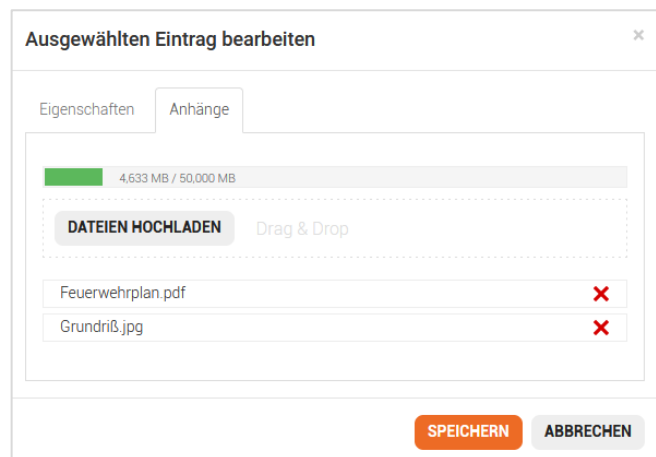 Ausgewählten Eintrag bearbeiten
×
Eigenschaften Anhänge
4,633 MB / 50,000 MB
DATEIEN HOCHLADEN Drag & Drop
Feuerwehrplan.pdf
Grundriß.jpg
SPEICHERN ABBRECHEN